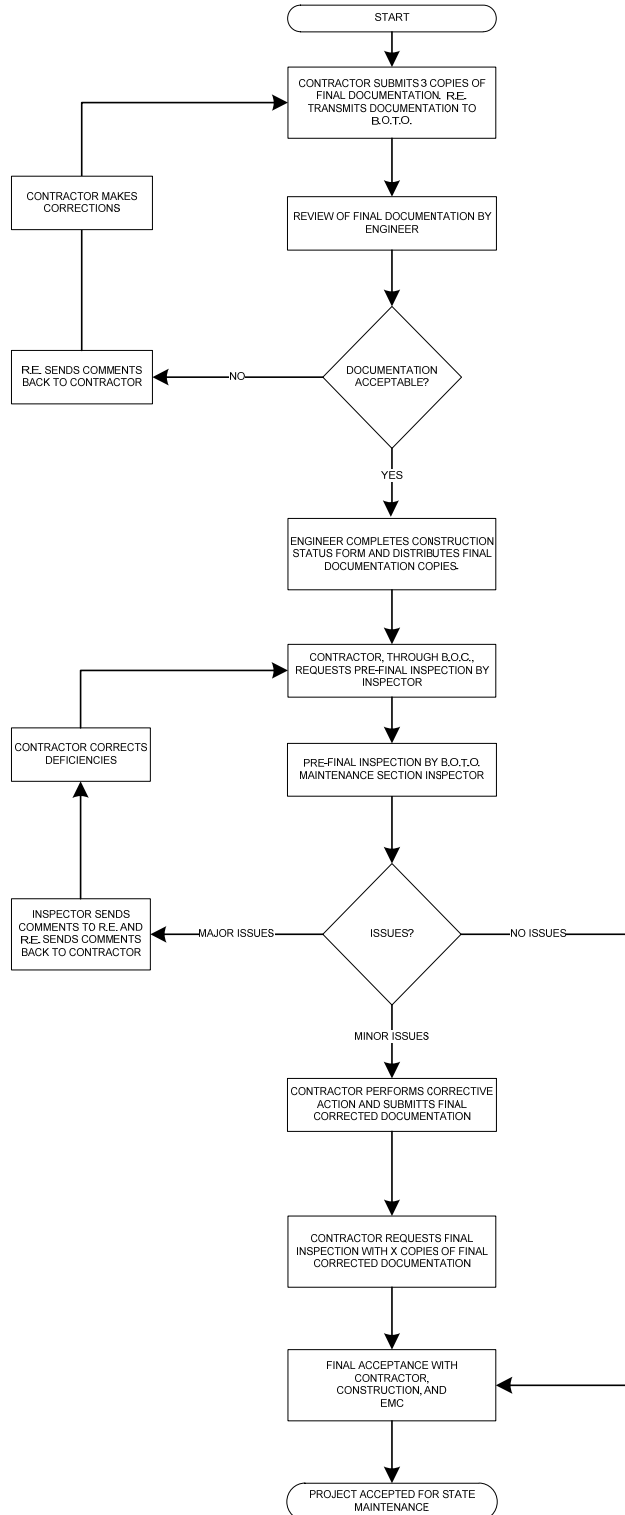 START
CONTRACTOR SUBMITS 3 COPIES OF
FINAL DOCUMENTATION. R.E.
TRANSMITS DOCUMENTATION TO
B.O.T.O.
CONTRACTOR MAKES
CORRECTIONS
REVIEW OF FINAL DOCUMENTATION BY
ENGINEER
R.E. SENDS COMMENTS
BACK TO CONTRACTOR
NO
DOCUMENTATION
ACCEPTABLE?
YES
ENGINEER COMPLETES CONSTRUCTION
STATUS FORM AND DISTRIBUTES FINAL
DOCUMENTATION COPIES.
CONTRACTOR, THROUGH B.O.C.,
REQUESTS PRE-FINAL INSPECTION BY
INSPECTOR
CONTRACTOR CORRECTS
DEFICIENCIES
PRE-FINAL INSPECTION BY B.O.T.O.
MAINTENANCE SECTION INSPECTOR
INSPECTOR SENDS
COMMENTS TO R.E. AND
R.E. SENDS COMMENTS
BACK TO CONTRACTOR
MAJOR ISSUES
ISSUES?
NO ISSUES
MINOR ISSUES
CONTRACTOR PERFORMS CORRECTIVE
ACTION AND SUBMITTS FINAL
CORRECTED DOCUMENTATION
CONTRACTOR REQUESTS FINAL
INSPECTION WITH X COPIES OF FINAL
CORRECTED DOCUMENTATION
FINAL ACCEPTANCE WITH
CONTRACTOR,
CONSTRUCTION, AND
EMC
PROJECT ACCEPTED FOR STATE
MAINTENANCE